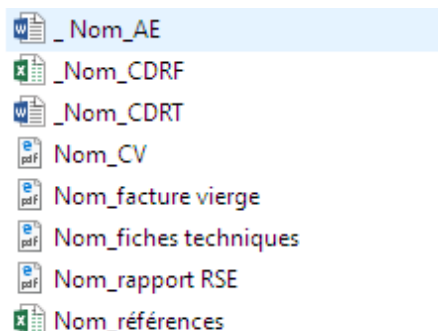 _ Nom_AE
_Nom_CDRF
_Nom_CDRT
Nom_CV
Nom_facture vierge
Nom_fiches techniques
Nom_rapport RSE
Nom_références